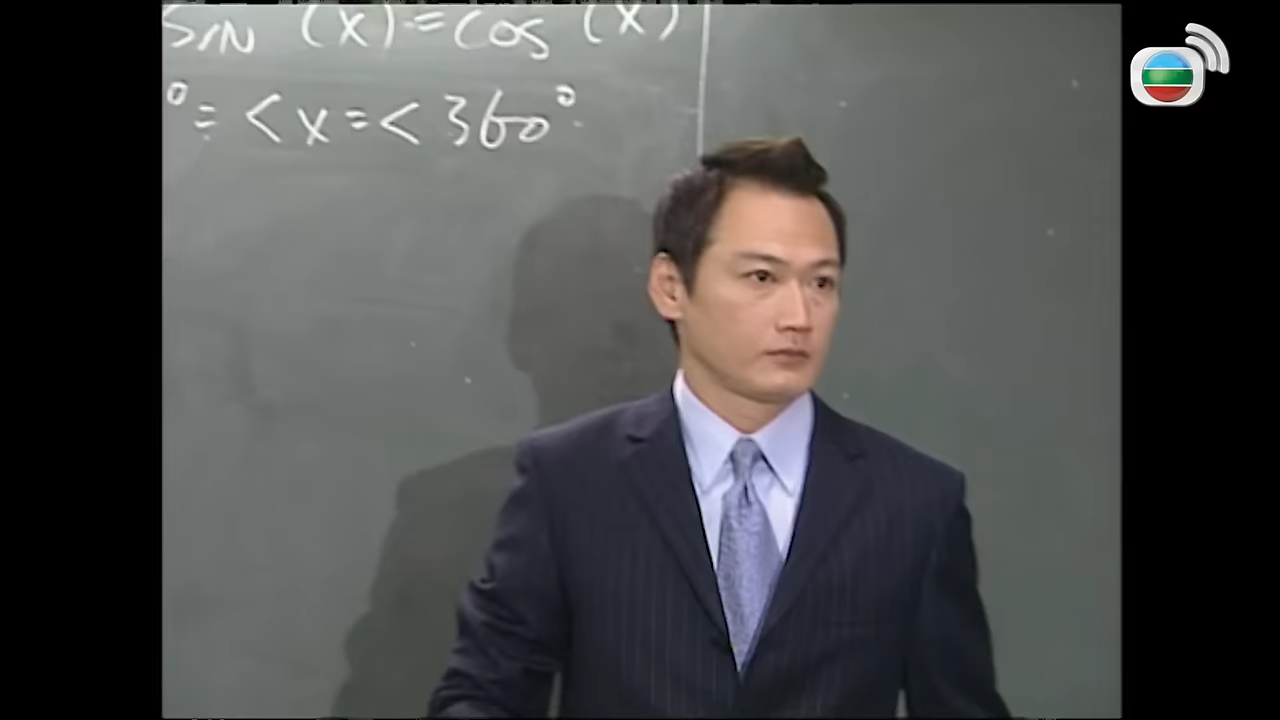 SIN (x) = cos (x)
° = < x = < 360°